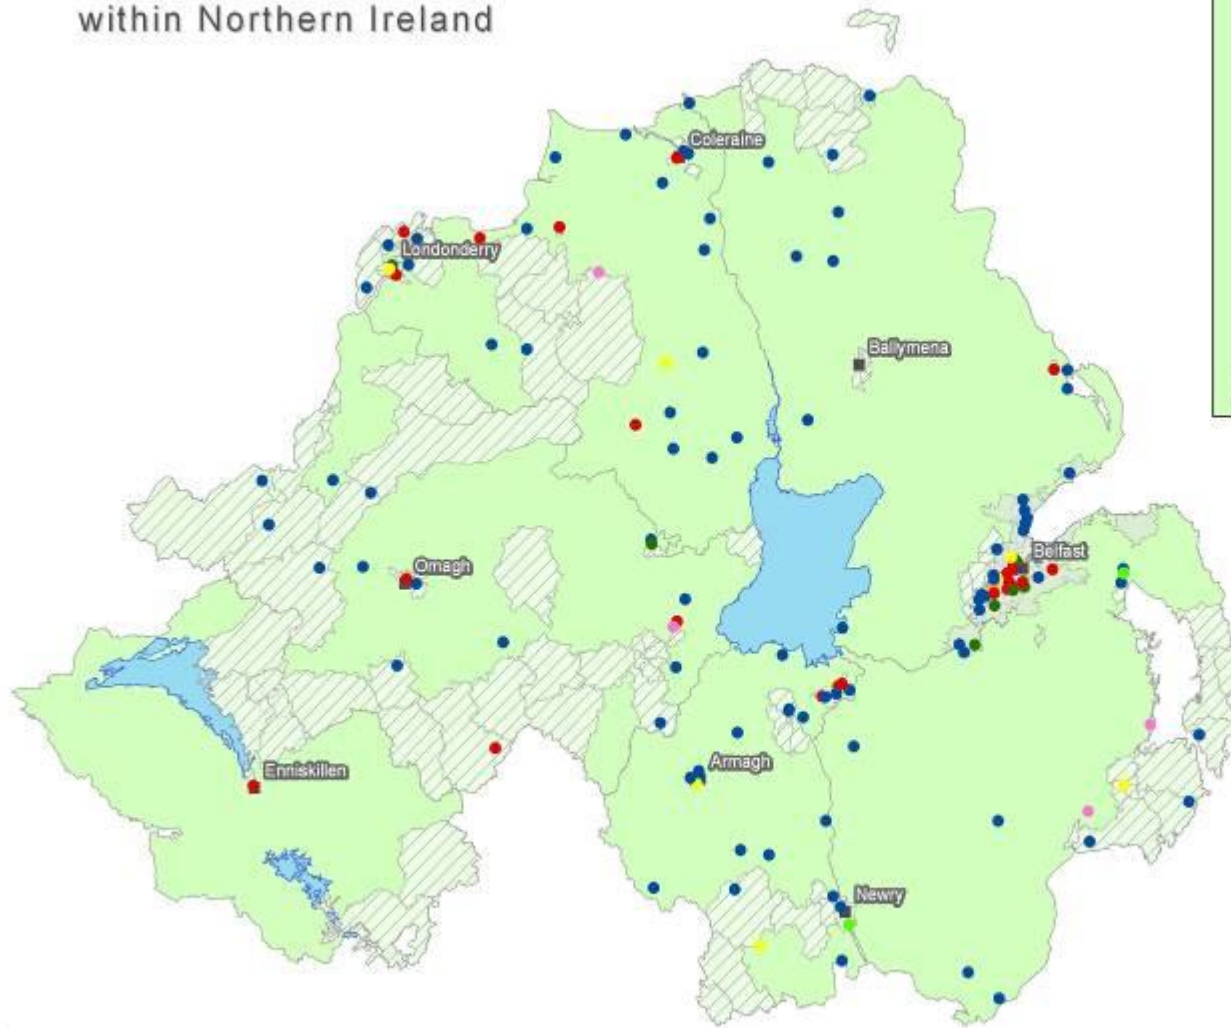 within Northern Ireland
Coleraine
Londonderry
Ballymena
Omagh
Belfast
Enniskillen
Armagh
Newry